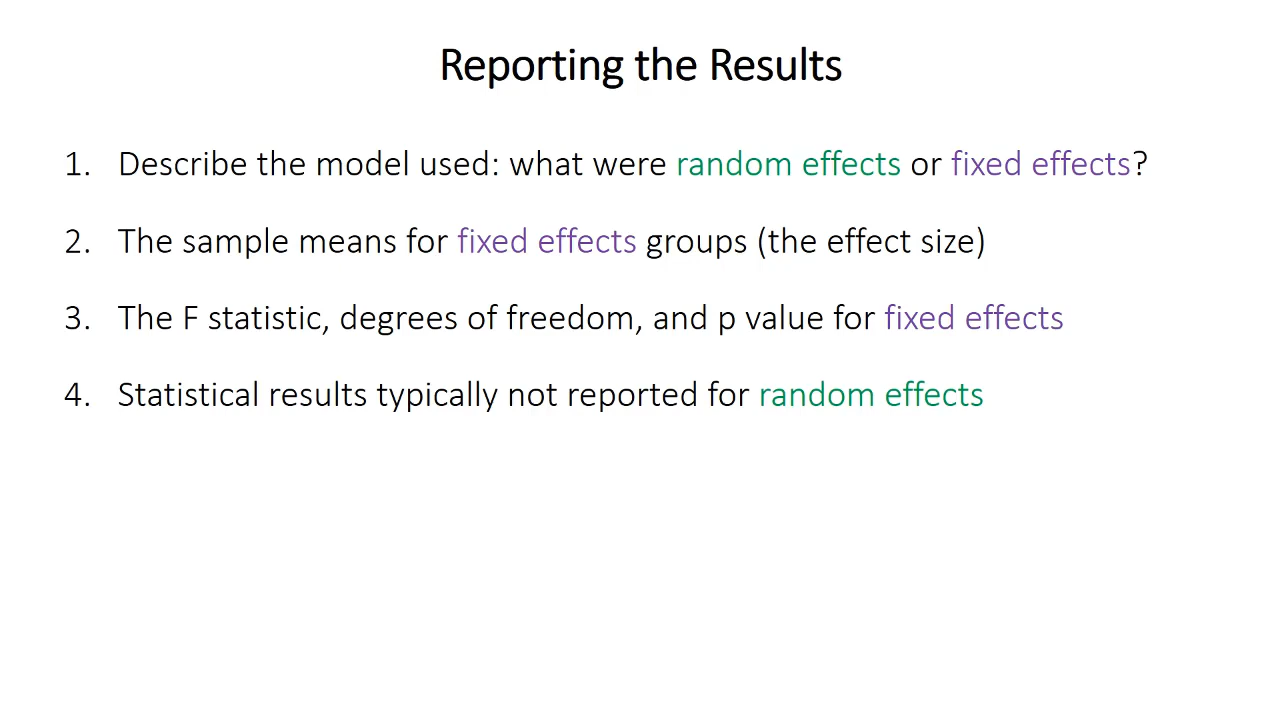 Reporting the Results
1. Describe the model used: what were random effects or fixed effects?
2. The sample means for fixed effects groups (the effect size)
3. The F statistic, degrees of freedom, and p value for fixed effects
4. Statistical results typically not reported for random effects